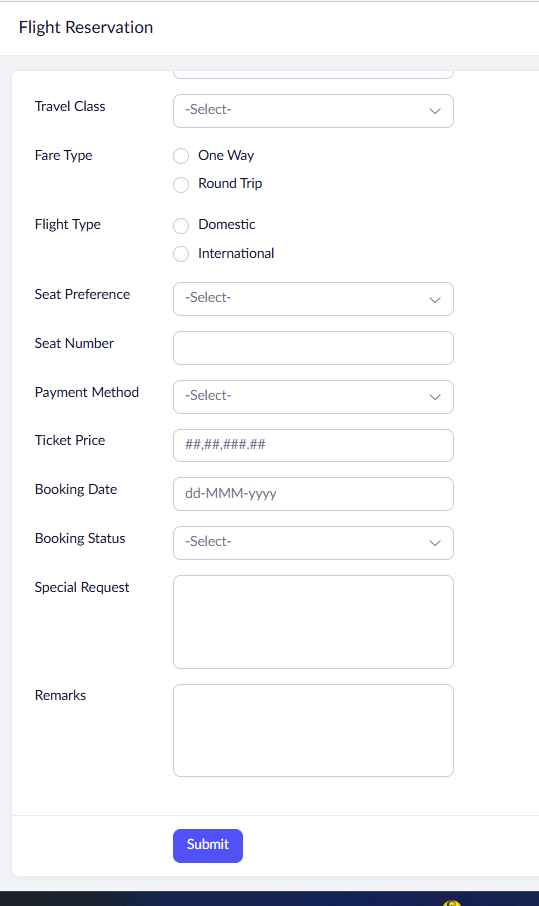 Flight Reservation
Travel Class
-Select-
Fare Type
One Way
Round Trip
Flight Type
Domestic
International
Seat Preference
-Select-
Seat Number
Payment Method
-Select-
Ticket Price
##,##,###.##
Booking Date
dd-MMM-yyyy
Booking Status
-Select-
Special Request
Remarks
Submit